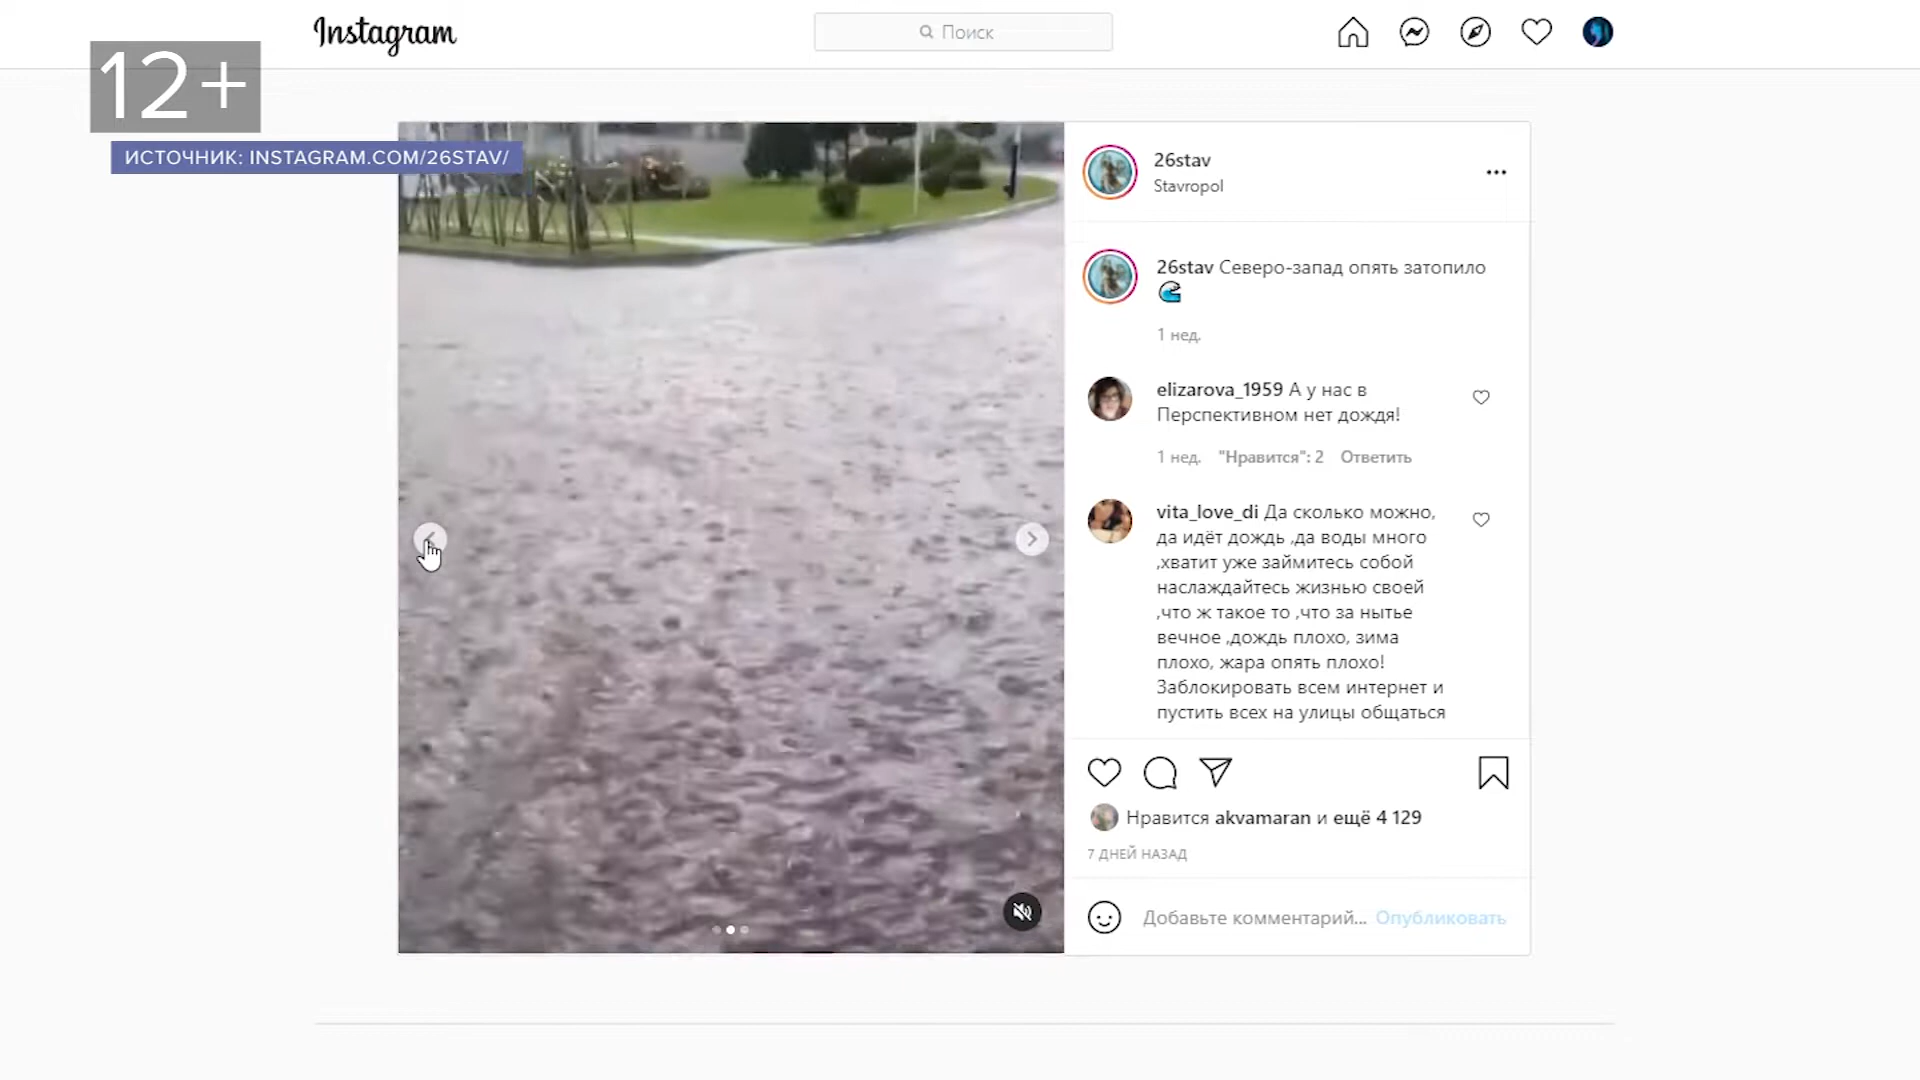 Instagram
Поиск
12+
ИСТОЧНИК: INSTAGRAM.COM/26STAV/
26stav
Stavropol
26stav Северо-запад опять затопило
1 нед.
elizarova_1959 А у нас в
Перспективном нет дождя!
1 нед. "Нравится": 2 Ответить
vita_love_di Да сколько можно,
да идёт дождь ,да воды много
,хватит уже займитесь собой
наслаждайтесь жизнью своей
,что ж такое то ,что за нытье
вечное ,дождь плохо, зима
плохо, жара опять плохо!
Заблокировать всем интернет и
пустить всех на улицы общаться
Нравится akvamaran и ещё 4 129
7 ДНЕЙ НАЗАД
Добавьте комментарий... Опубликовать